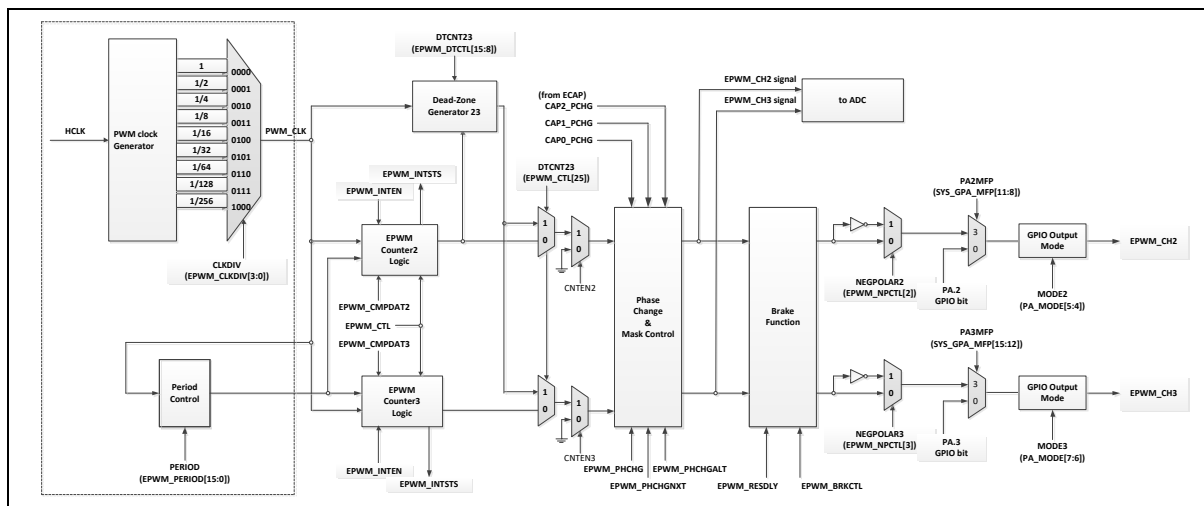 DTCNT23
(EPWM_DTCTL[15:8])
HCLK
PWM clock
Generator
1
1/2
1/4
1/8
1/16
1/32
1/64
1/128
1/256
0000
0001
0010
0011
0100
0101
0110
0111
1000
PWM_CLK
CLKDIV
(EPWM_CLKDIV[3:0])
Period
Control
PERIOD
(EPWM_PERIOD[15:0])
Dead-Zone
Generator 23
EPWM_INTSTS
EPWM_INTEN
EPWM
Counter2
Logic
EPWM_CMPDAT2
EPWM_CTL
EPWM_CMPDAT3
EPWM
Counter3
Logic
EPWM_INTEN
EPWM_INTSTS
DTCNT23
(EPWM_CTL[25])
1
0
1
0
CNTEN2
1
0
1
0
CNTEN3
(from ECAP)
CAP2_PCHG
CAP1_PCHG
CAP0_PCHG
Phase
Change
&
Mask Control
EPWM_PHCHG
EPWM_PHCHGALT
EPWM_PHCHGNXT
EPWM_CH2 signal
EPWM_CH3 signal
to ADC
Brake
Function
EPWM_RESDLY
EPWM_BRKCTL
1
0
NEGPOLAR2
(EPWM_NPCTL[2])
PA2MFP
(SYS_GPA_MFP[11:8])
3
0
PA.2
GPIO bit
GPIO Output
Mode
MODE2
(PA_MODE[5:4])
EPWM_CH2
1
0
NEGPOLAR3
(EPWM_NPCTL[3])
PA3MFP
(SYS_GPA_MFP[15:12])
3
0
PA.3
GPIO bit
GPIO Output
Mode
MODE3
(PA_MODE[7:6])
EPWM_CH3